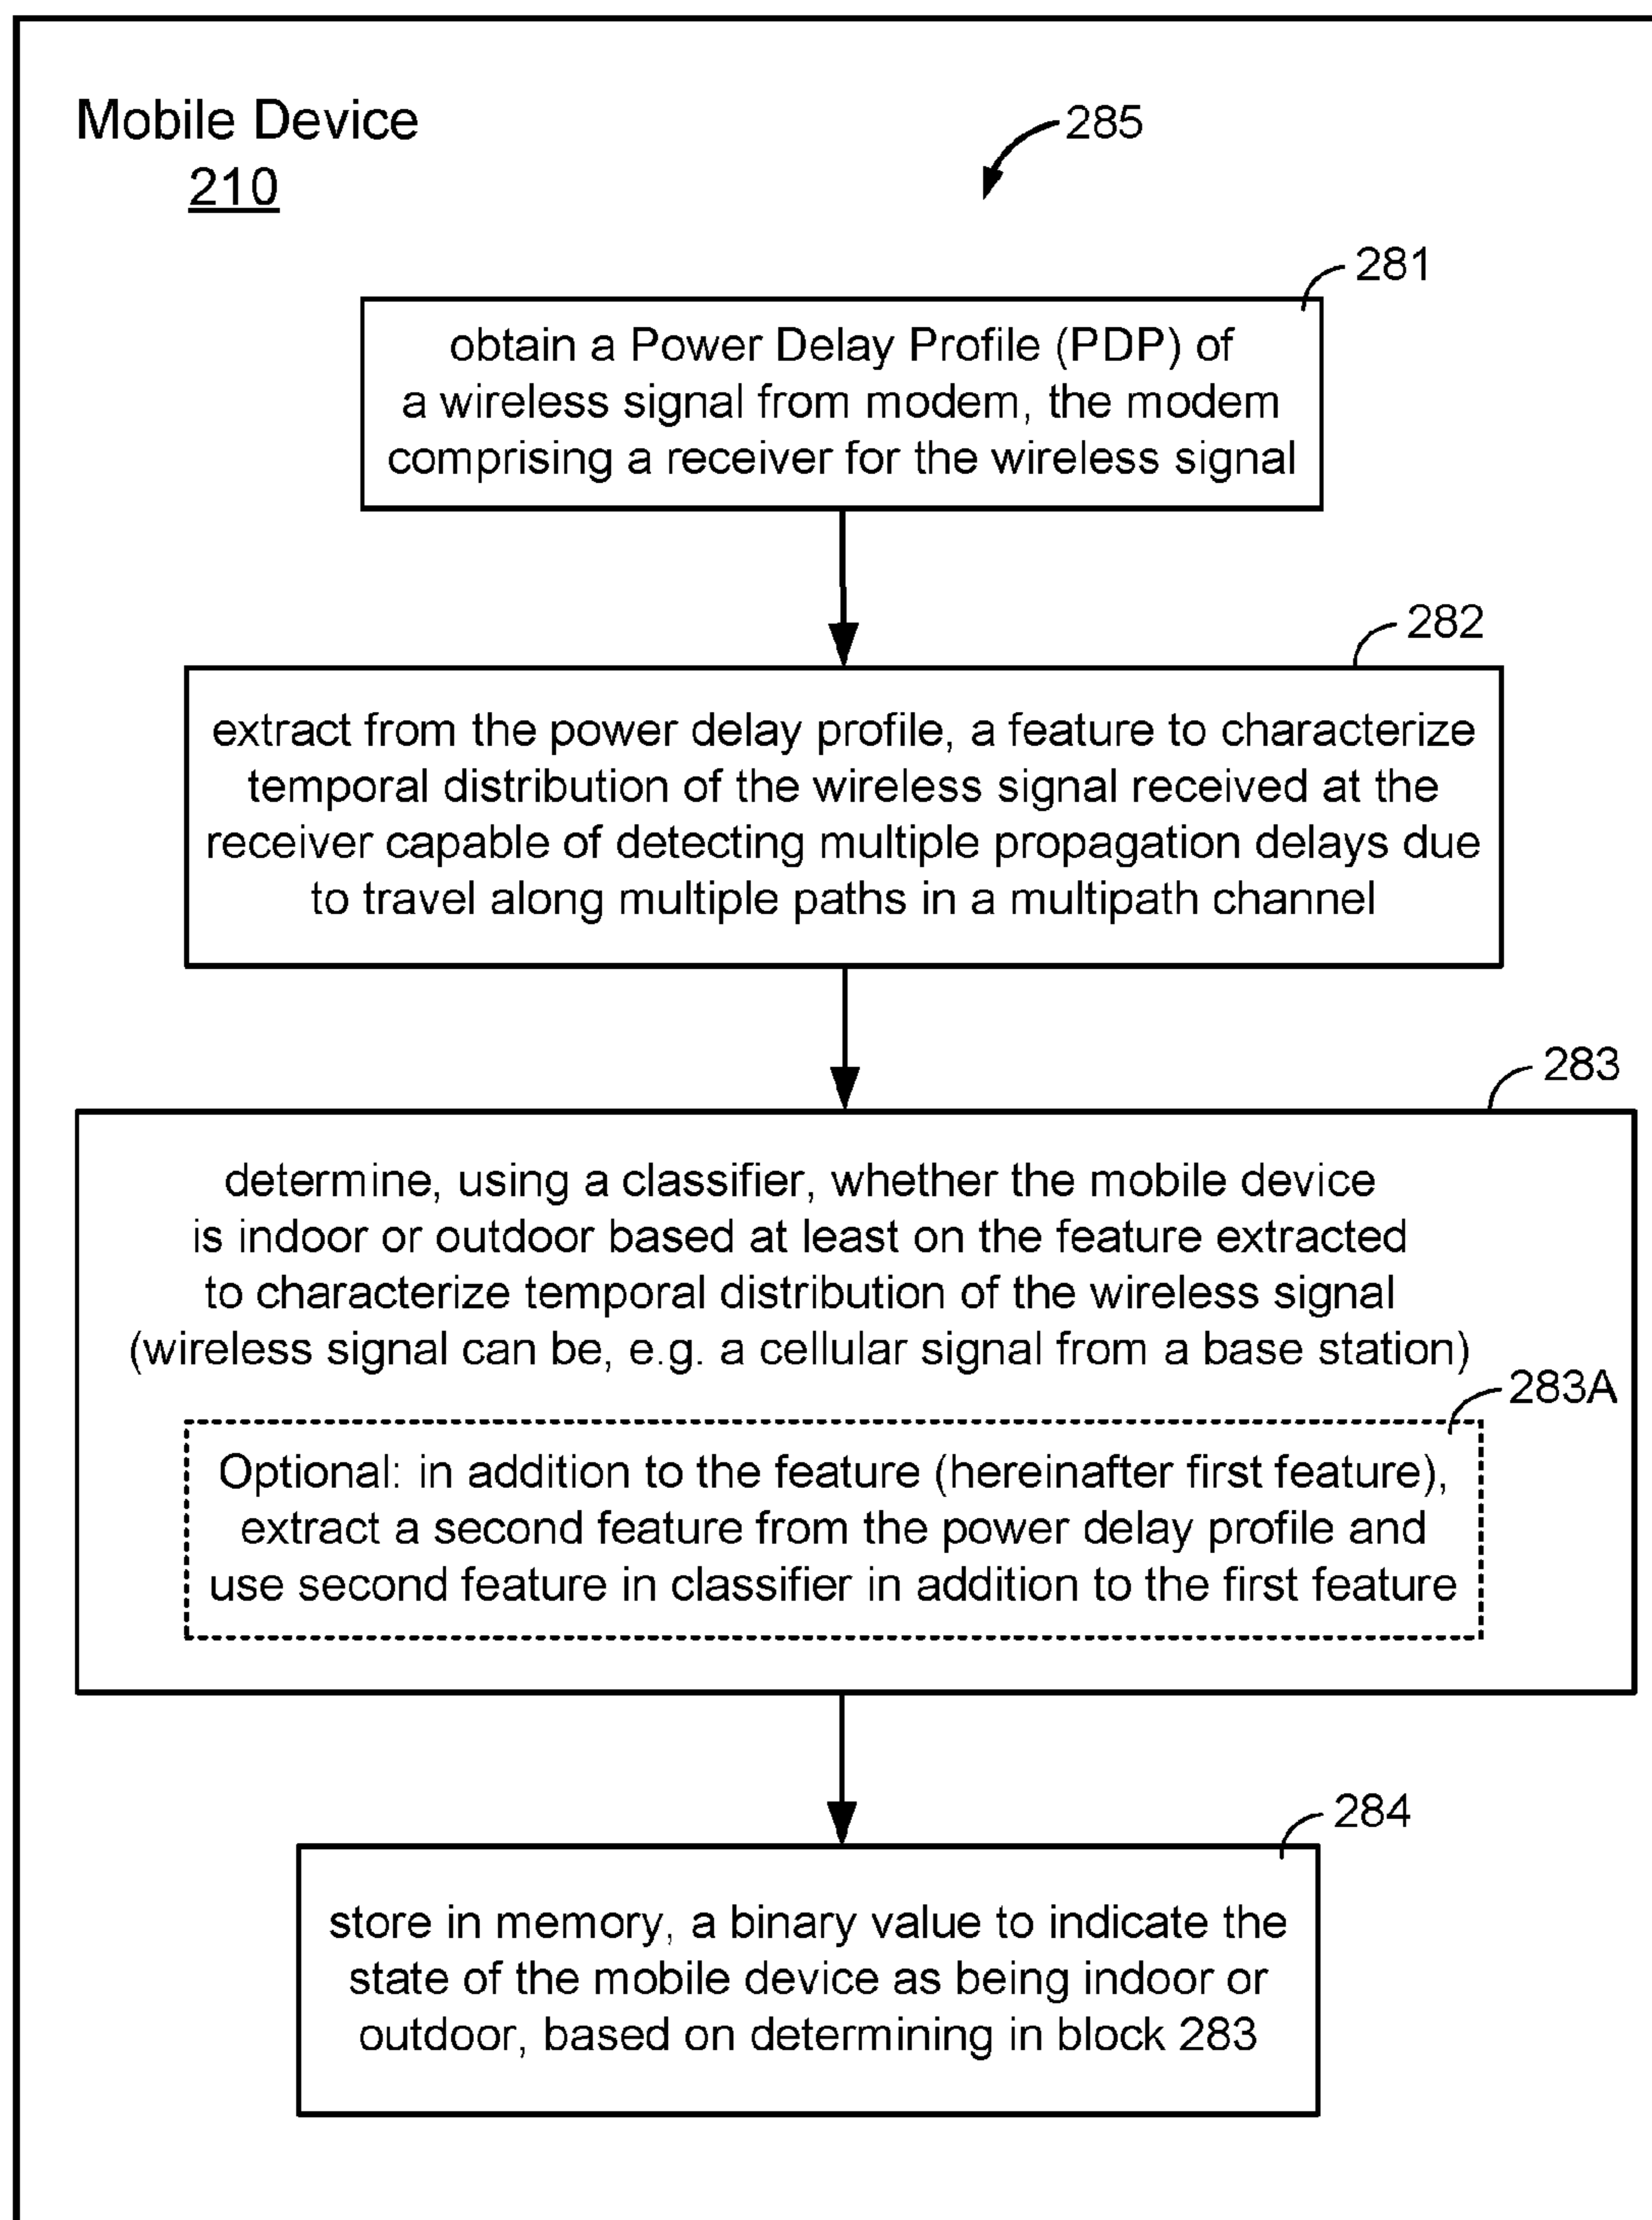 Mobile Device
210
285
281
obtain a Power Delay Profile (PDP) of
a wireless signal from modem, the modem
comprising a receiver for the wireless signal
282
extract from the power delay profile, a feature to characterize
temporal distribution of the wireless signal received at the
receiver capable of detecting multiple propagation delays due
to travel along multiple paths in a multipath channel
283
determine, using a classifier, whether the mobile device
is indoor or outdoor based at least on the feature extracted
to characterize temporal distribution of the wireless signal
(wireless signal can be, e.g. a cellular signal from a base station)
283A
Optional: in addition to the feature (hereinafter first feature),
extract a second feature from the power delay profile and
use second feature in classifier in addition to the first feature
284
store in memory, a binary value to indicate the
state of the mobile device as being indoor or
outdoor, based on determining in block 283